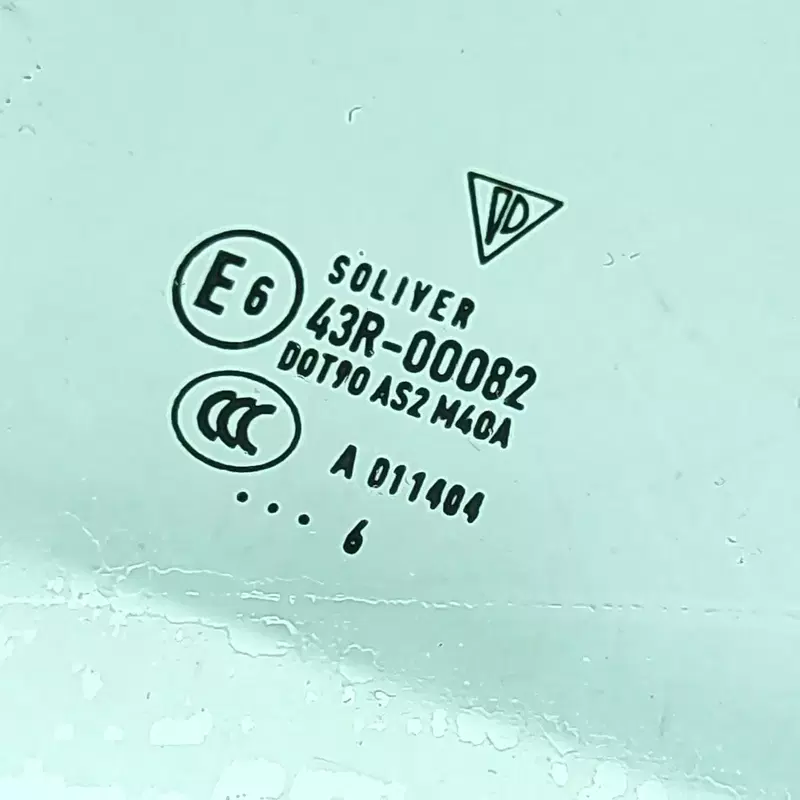 E6
SOLIVER
43R-00082
DOT90 AS2 M40A
CCC
A 011404
... 6